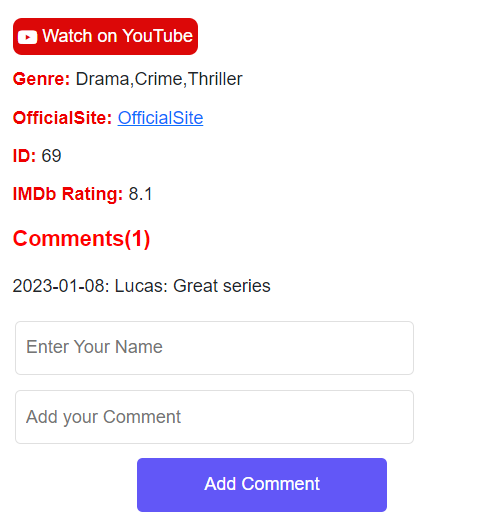 Watch on YouTube
Genre: Drama,Crime,Thriller
OfficialSite: OfficialSite
ID: 69
IMDb Rating: 8.1
Comments(1)
2023-01-08: Lucas: Great series
Enter Your Name
Add your Comment
Add Comment